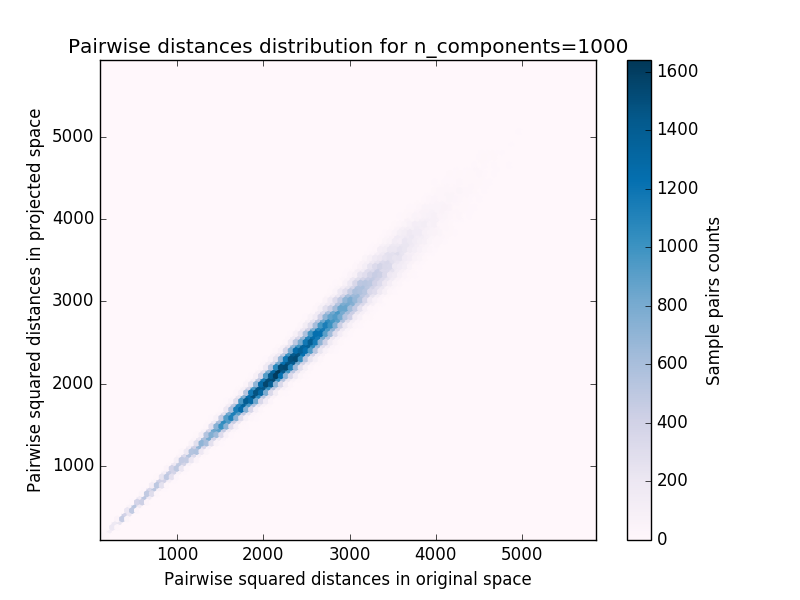 Pairwise distances distribution for n_components=1000
Pairwise squared distances in projected space
5000
4000
3000
2000
1000
1000 2000 3000 4000 5000
Pairwise squared distances in original space
1600
1400
1200
1000
800
600
400
200
0
Sample pairs counts